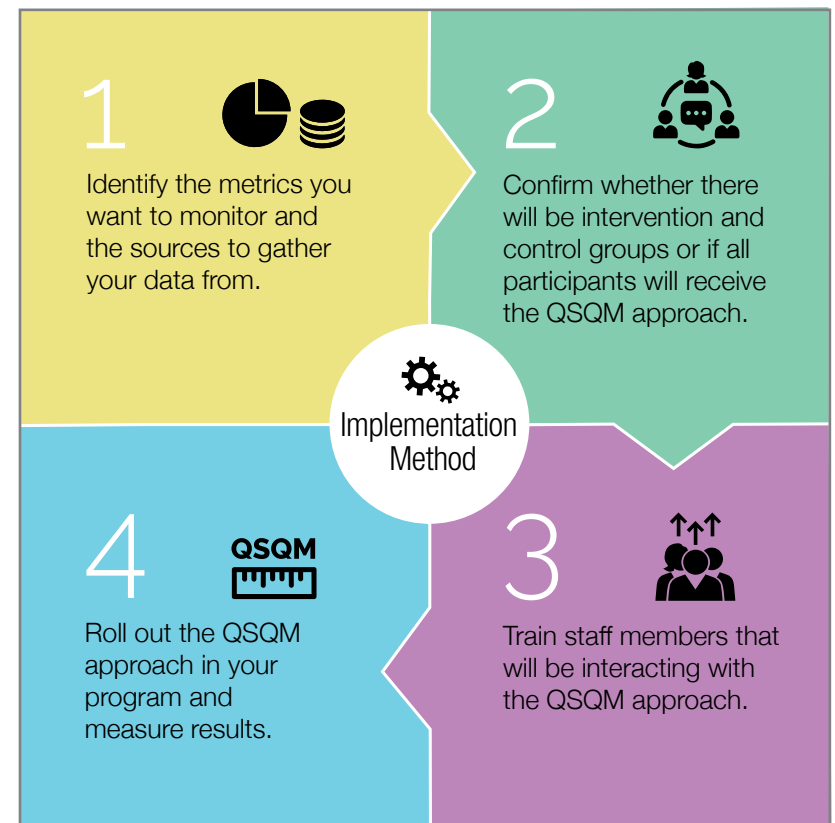 1
Identify the metrics you
want to monitor and
the sources to gather
your data from.
2
Confirm whether there
will be intervention and
control groups or if all
participants will receive
the QSQM approach.
Implementation
Method
3
Train staff members that
will be interacting with
the QSQM approach.
4
QSQM
Roll out the QSQM
approach in your
program and
measure results.